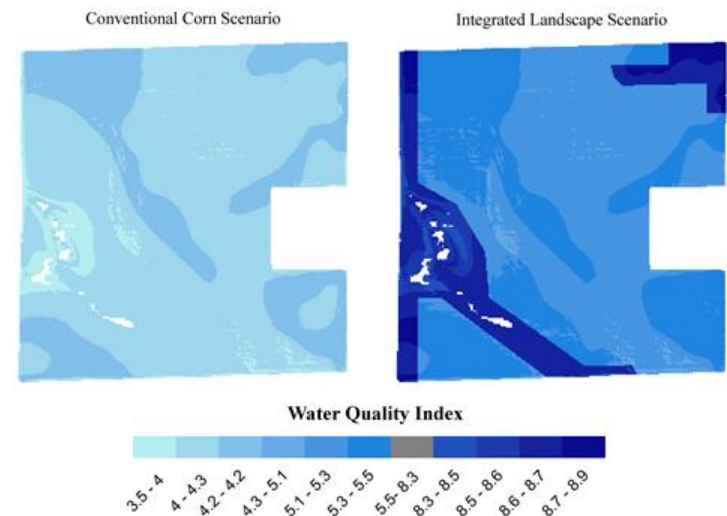 Conventional Corn Scenario
Integrated Landscape Scenario
Water Quality Index
3.5 - 4
4 - 4.3
4.2 - 4.2
4.3 - 5.1
5.1 - 5.3
5.3 - 5.5
5.5- 8.3
8.3 - 8.5
8.5 - 8.6
8.6 - 8.7
8.7 - 8.9